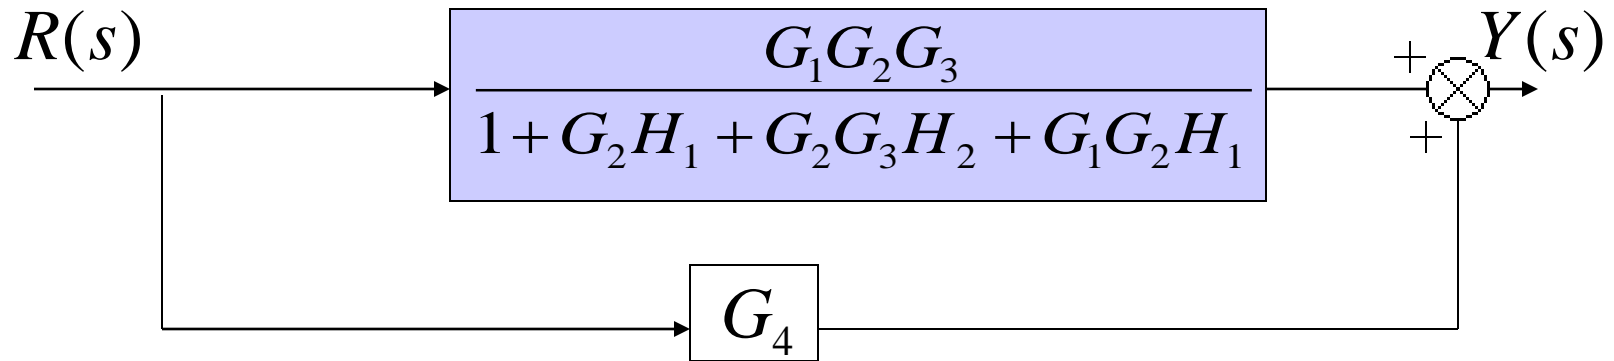 R(s)
G₁G₂G₃
Y(s)
+
1 + G₂H₁ + G₂G₃H₂ + G₁G₂H₁
+
G₄